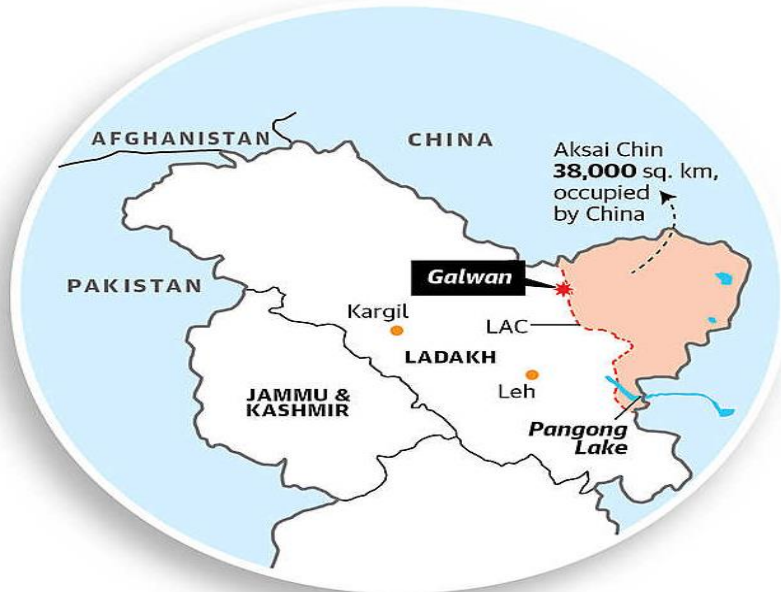 AFGHANISTAN
CHINA
Aksai Chin
38,000 sq. km,
occupied
by China
PAKISTAN
Galwan
Kargil
LAC
LADAKH
Leh
JAMMU &
KASHMIR
Pangong
Lake